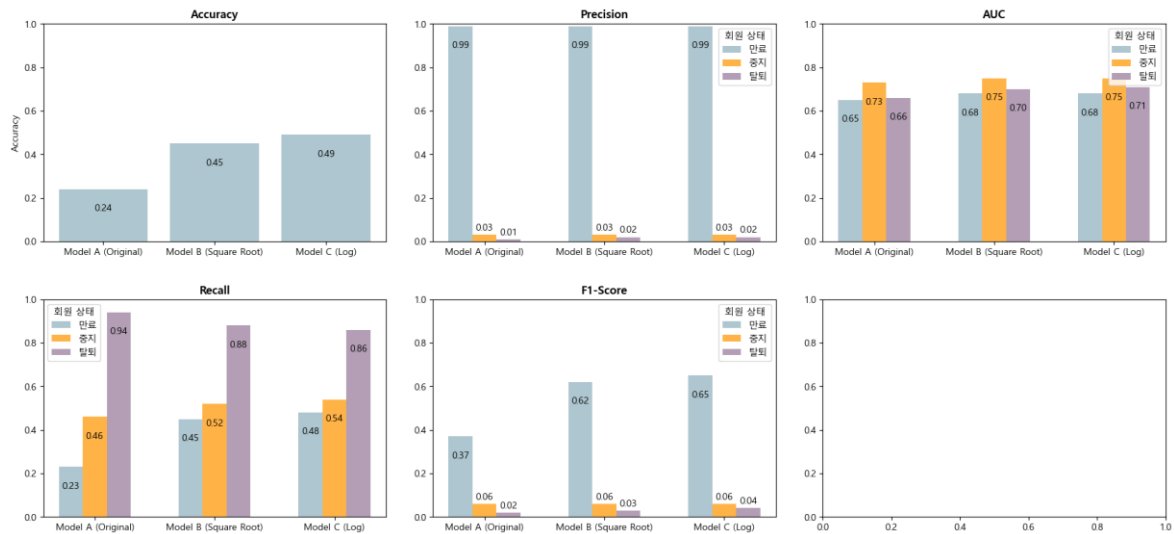 Accuracy
Accuracy
1.0
0.8
0.6
0.4
0.2
0.0
0.24
0.45
0.49
Model A (Original)
Model B (Square Root)
Model C (Log)
Precision
1.0
0.8
0.6
0.4
0.2
0.0
회원 상태
만료
중지
탈퇴
0.99
0.03
0.01
0.99
0.03
0.02
0.99
0.03
0.02
Model A (Original)
Model B (Square Root)
Model C (Log)
AUC
1.0
0.8
0.6
0.4
0.2
0.0
회원 상태
만료
중지
탈퇴
0.65
0.73
0.66
0.68
0.75
0.70
0.68
0.75
0.71
Model A (Original)
Model B (Square Root)
Model C (Log)
Recall
1.0
0.8
0.6
0.4
0.2
0.0
회원 상태
만료
중지
탈퇴
0.23
0.46
0.94
0.45
0.52
0.88
0.48
0.54
0.86
Model A (Original)
Model B (Square Root)
Model C (Log)
F1-Score
1.0
0.8
0.6
0.4
0.2
0.0
회원 상태
만료
중지
탈퇴
0.37
0.06
0.02
0.62
0.06
0.03
0.65
0.06
0.04
Model A (Original)
Model B (Square Root)
Model C (Log)
1.0
0.8
0.6
0.4
0.2
0.0
0.0
0.2
0.4
0.6
0.8
1.0